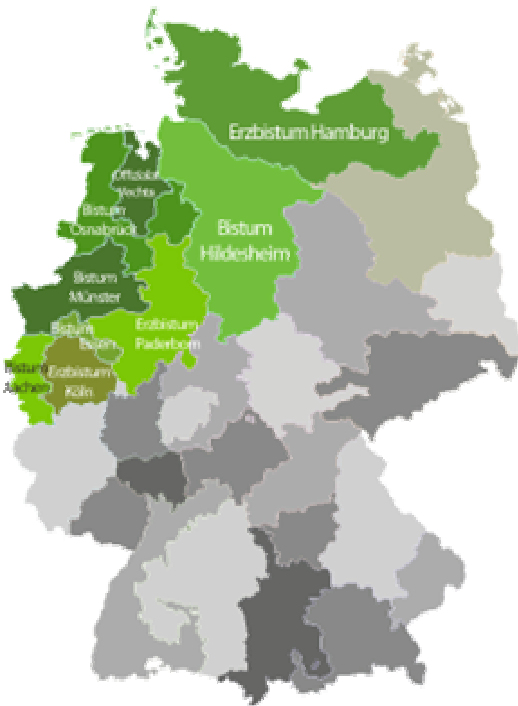 Erzbistum Hamburg
Offizialat
Vechta
Bistum
Osnabrück
Bistum
Hildesheim
Bistum
Münster
Bistum
Essen
Erzbistum
Paderborn
Bistum
Aachen
Erzbistum
Köln